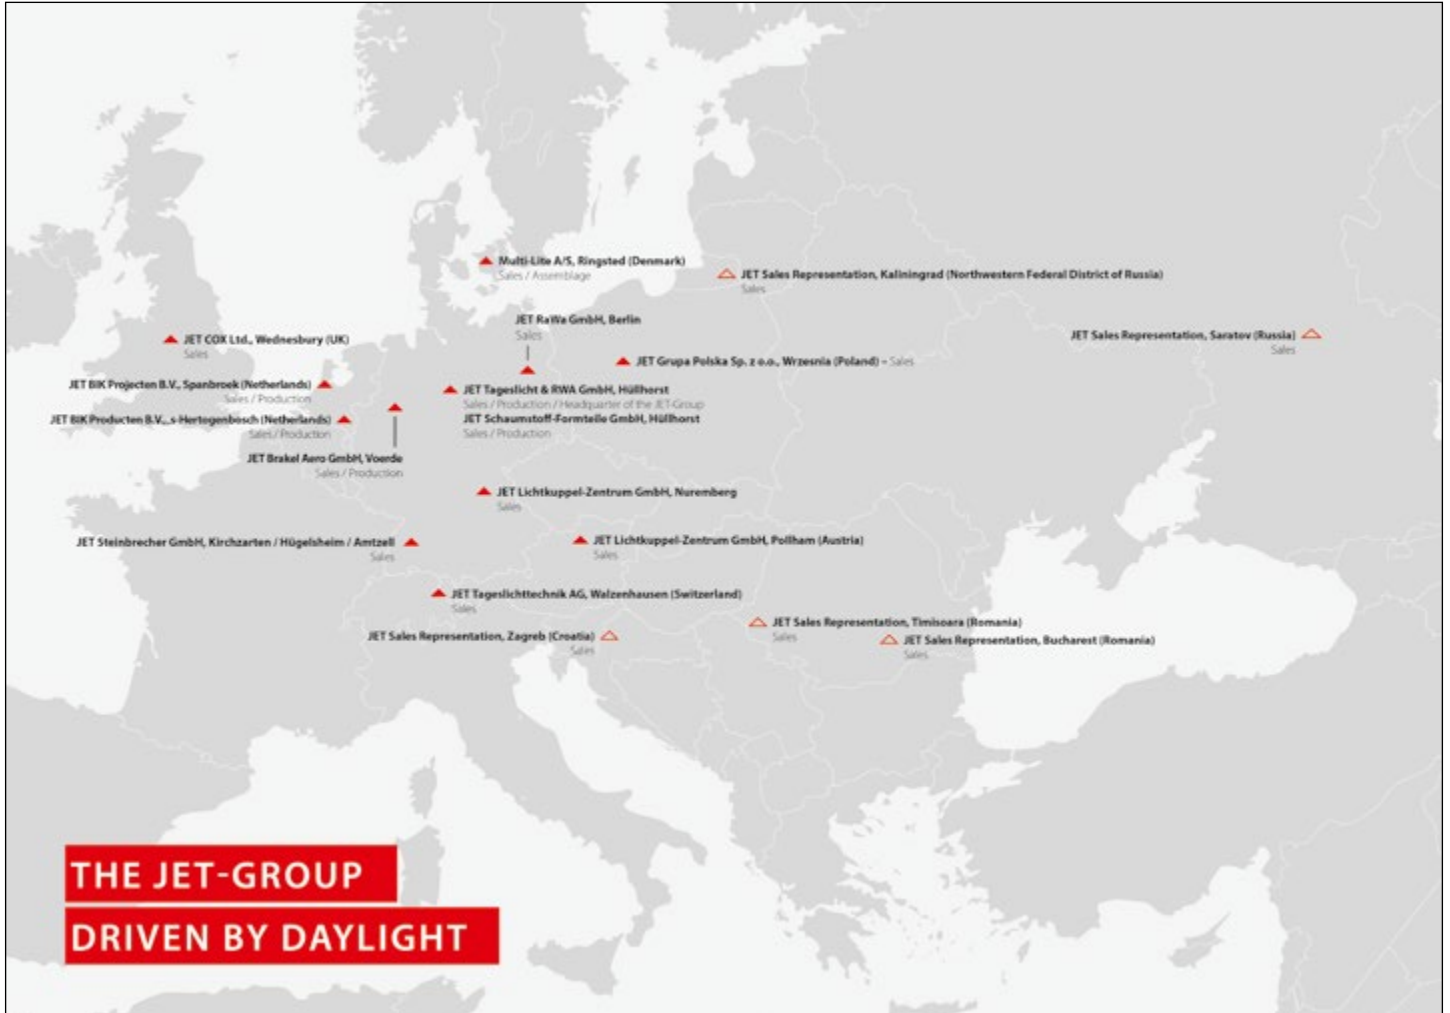 Multi-Lite A/S, Ringsted (Denmark)
Sales / Assemblage
JET Sales Representation, Kaliningrad (Northwestern Federal District of Russia)
Sales
JET RaWa GmbH, Berlin
Sales
JET COX Ltd., Wednesbury (UK)
Sales
JET Sales Representation, Saratov (Russia)
Sales
JET Grupa Polska Sp. z o.o., Wrzesnia (Poland) – Sales
JET BIK Projecten B.V., Spanbroek (Netherlands)
Sales / Production
JET Tageslicht & RWA GmbH, Hüllhorst
Sales / Production / Headquarter of the JET-Group
JET Schaumstoff-Formteile GmbH, Hüllhorst
Sales / Production
JET BIK Producten B.V., s-Hertogenbosch (Netherlands)
Sales / Production
JET Brakel Aero GmbH, Voerde
Sales / Production
JET Lichtkuppel-Zentrum GmbH, Nuremberg
Sales
JET Steinbrecher GmbH, Kirchzarten / Hügelsheim / Amtzell
Sales
JET Lichtkuppel-Zentrum GmbH, Pollham (Austria)
Sales
JET Tageslichttechnik AG, Walzenhausen (Switzerland)
Sales
JET Sales Representation, Timisoara (Romania)
Sales
JET Sales Representation, Zagreb (Croatia)
Sales
JET Sales Representation, Bucharest (Romania)
Sales
THE JET-GROUP
DRIVEN BY DAYLIGHT